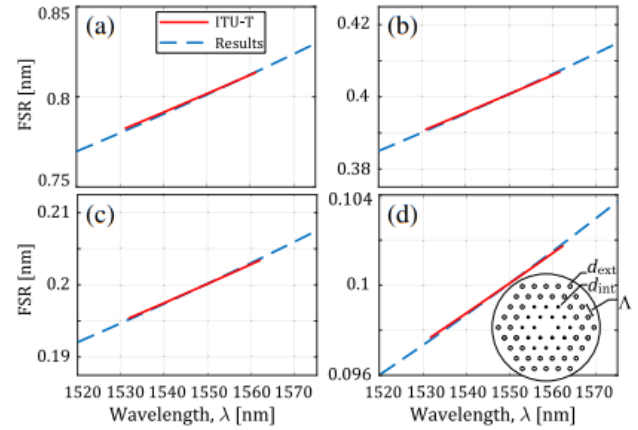 (a)
ITU-T
Results
FSR [nm]
0.85
0.8
0.75
(b)
0.42
0.4
0.38
(c)
FSR [nm]
0.21
0.2
0.19
1520 1530 1540 1550 1560 1570
Wavelength, λ [nm]
(d)
0.104
0.1
0.096
d_ext
d_int
Λ
1520 1530 1540 1550 1560 1570
Wavelength, λ [nm]